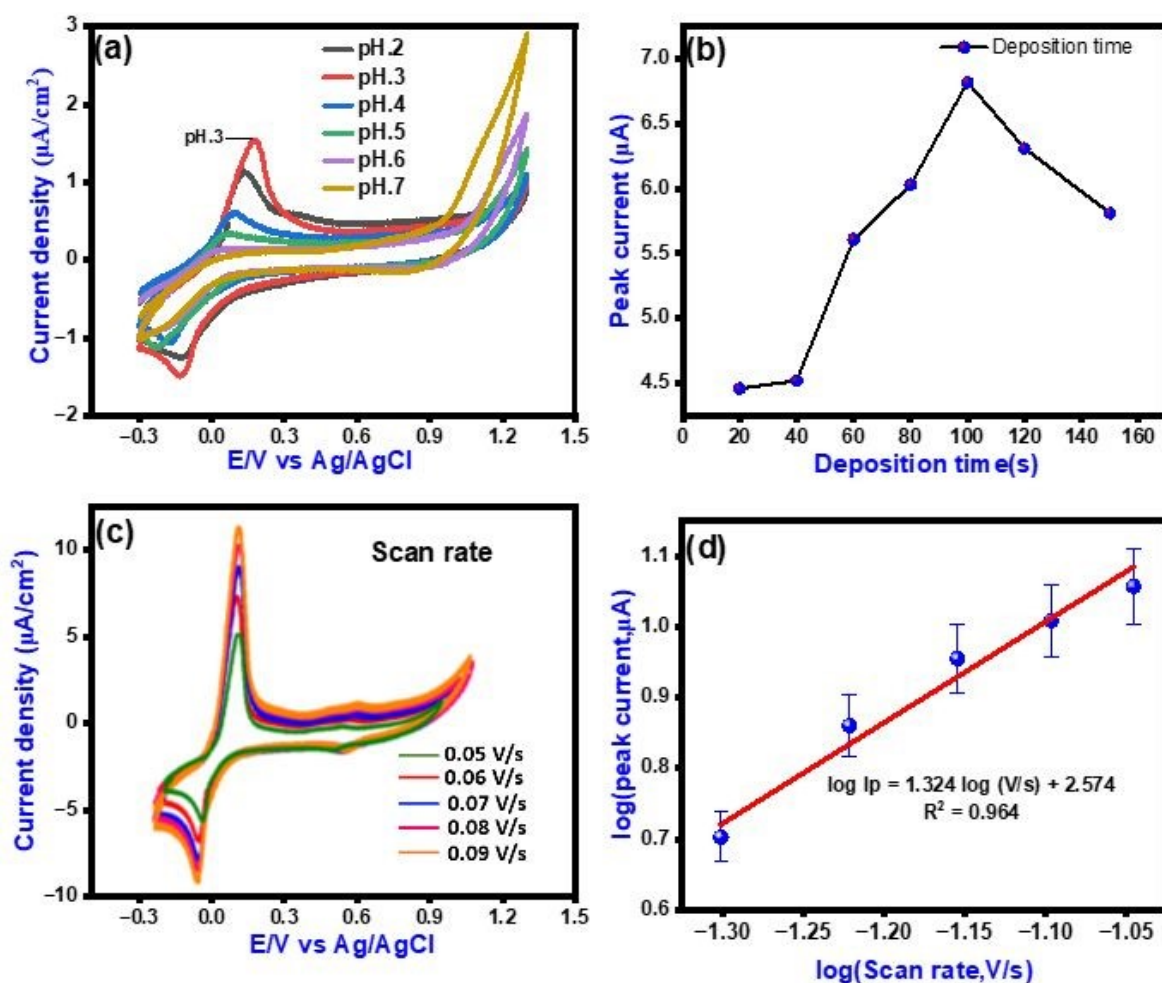 (a)
pH.2
pH.3
pH.4
pH.5
pH.6
pH.7
pH.3
3
2
1
0
−1
−2
Current density (µA/cm²)
−0.3 0.0 0.3 0.6 0.9 1.2 1.5
E/V vs Ag/AgCl
(b)
Deposition time
7.0
6.5
6.0
5.5
5.0
4.5
Peak current (µA)
0 20 40 60 80 100 120 140 160
Deposition time(s)
(c)
Scan rate
10
5
0
−5
−10
Current density (µA/cm²)
0.05 V/s
0.06 V/s
0.07 V/s
0.08 V/s
0.09 V/s
−0.3 0.0 0.3 0.6 0.9 1.2 1.5
E/V vs Ag/AgCl
(d)
1.1
1.0
0.9
0.8
0.7
0.6
log(peak current,µA)
log Ip = 1.324 log (V/s) + 2.574
R² = 0.964
−1.30 −1.25 −1.20 −1.15 −1.10 −1.05
log(Scan rate,V/s)